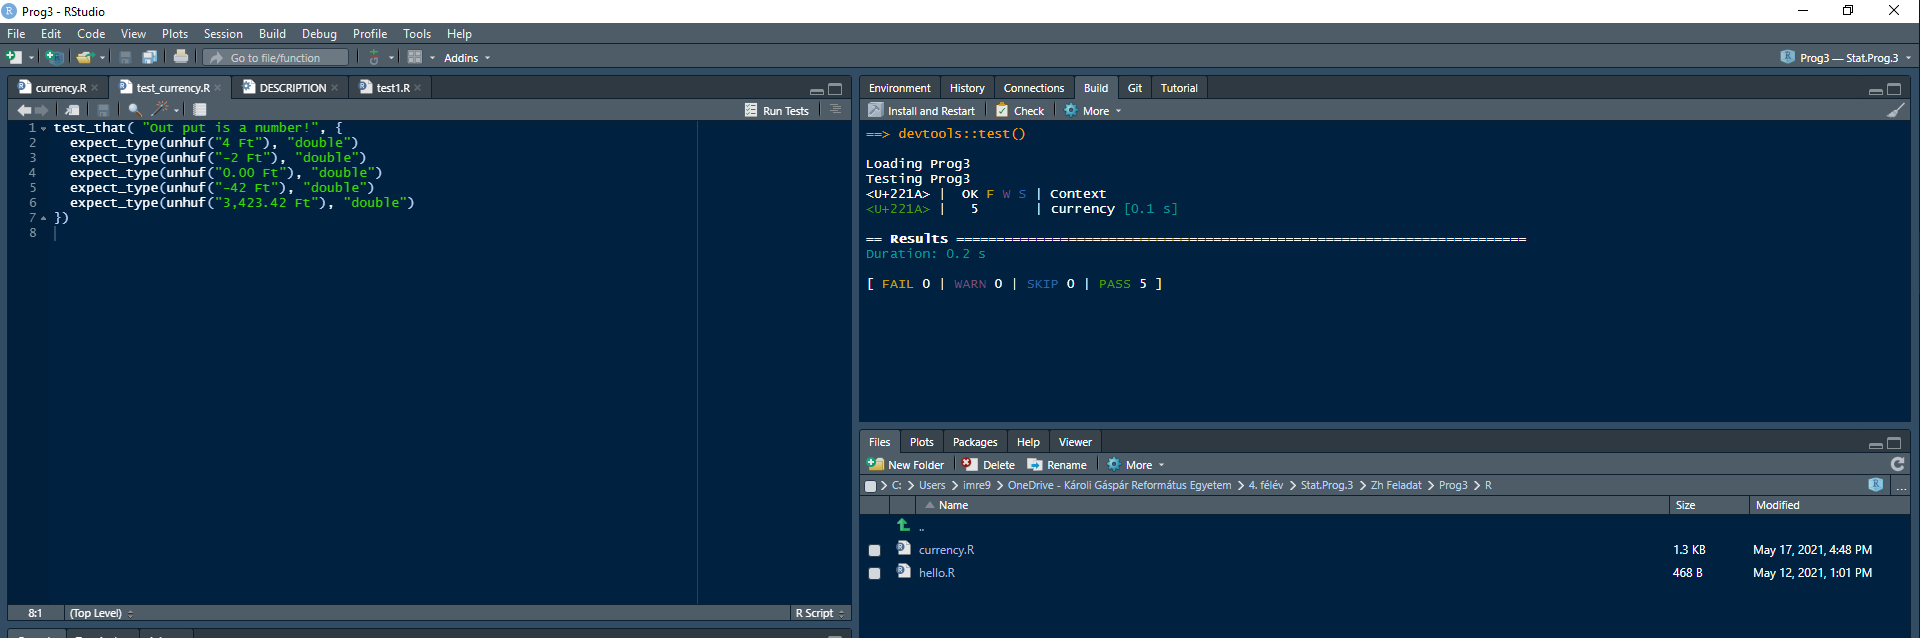 Prog3 - RStudio
File Edit Code View Plots Session Build Debug Profile Tools Help
Go to file/function Addins Prog3 — Stat.Prog.3
currency.R test_currency.R DESCRIPTION test1.R
Run Tests
1 test_that( "Out put is a number!", {
2 expect_type(unhuf("4 Ft"), "double")
3 expect_type(unhuf("-2 Ft"), "double")
4 expect_type(unhuf("0.00 Ft"), "double")
5 expect_type(unhuf("-42 Ft"), "double")
6 expect_type(unhuf("3,423.42 Ft"), "double")
7 })
8
8:1 (Top Level) R Script
Environment History Connections Build Git Tutorial
Install and Restart Check More
==> devtools::test()
Loading Prog3
Testing Prog3
<U+221A> | OK F W S | Context
<U+221A> | 5 | currency [0.1 s]
== Results =======================================================================
Duration: 0.2 s
[ FAIL 0 | WARN 0 | SKIP 0 | PASS 5 ]
Files Plots Packages Help Viewer
New Folder Delete Rename More
C: > Users > imre9 > OneDrive - Károli Gáspár Református Egyetem > 4. félév > Stat.Prog.3 > Zh Feladat > Prog3 > R ...
Name Size Modified
..
currency.R 1.3 KB May 17, 2021, 4:48 PM
hello.R 468 B May 12, 2021, 1:01 PM